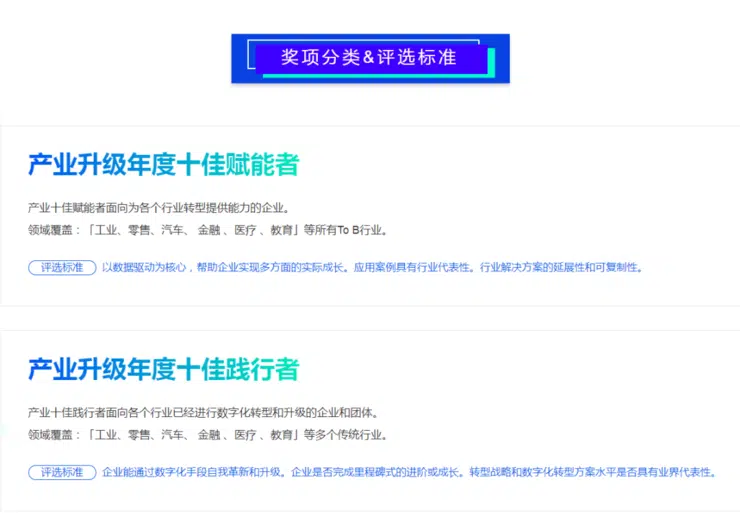 奖项分类&评选标准
产业升级年度十佳赋能者
产业十佳赋能者面向为各个行业转型提供能力的企业。
领域覆盖：「工业、零售、汽车、 金融 、医疗 、教育」等所有To B行业。
评选标准 以数据驱动为核心，帮助企业实现多方面的实际成长。应用案例具有行业代表性。行业解决方案的延展性和可复制性。
产业升级年度十佳践行者
产业十佳践行者面向各个行业已经进行数字化转型和升级的企业和团体。
领域覆盖：「工业、零售、汽车、 金融 、医疗 、教育」等多个传统行业。
评选标准 企业能通过数字化手段自我革新和升级。企业是否完成里程碑式的进阶或成长。转型战略和数字化转型方案水平是否具有业界代表性。